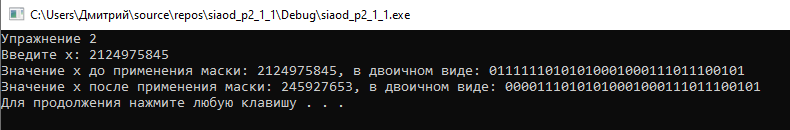 C:\Users\Дмитрий\source\repos\siaod_p2_1_1\Debug\siaod_p2_1_1.exe
Упражнение 2
Введите x: 2124975845
Значение x до применения маски: 2124975845, в двоичном виде: 01111110101010001000111011100101
Значение x после применения маски: 245927653, в двоичном виде: 00001110101010001000111011100101
Для продолжения нажмите любую клавишу . . .